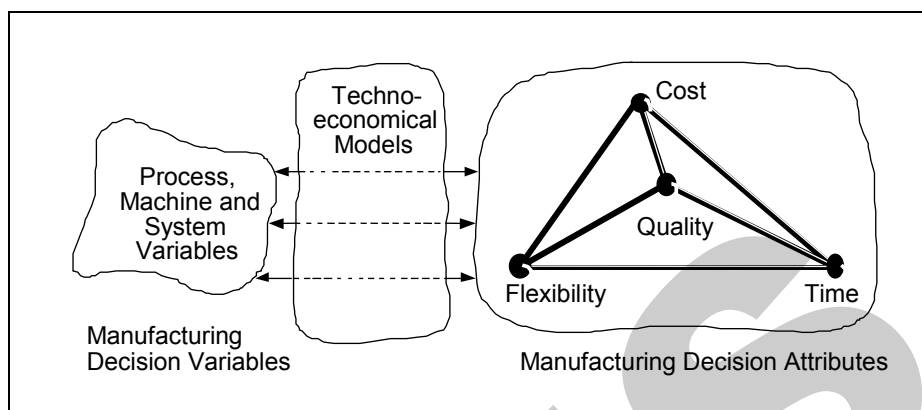 Techno-
economical
Models
Process,
Machine and
System
Variables
Manufacturing
Decision Variables
Cost
Quality
Flexibility
Time
Manufacturing Decision Attributes